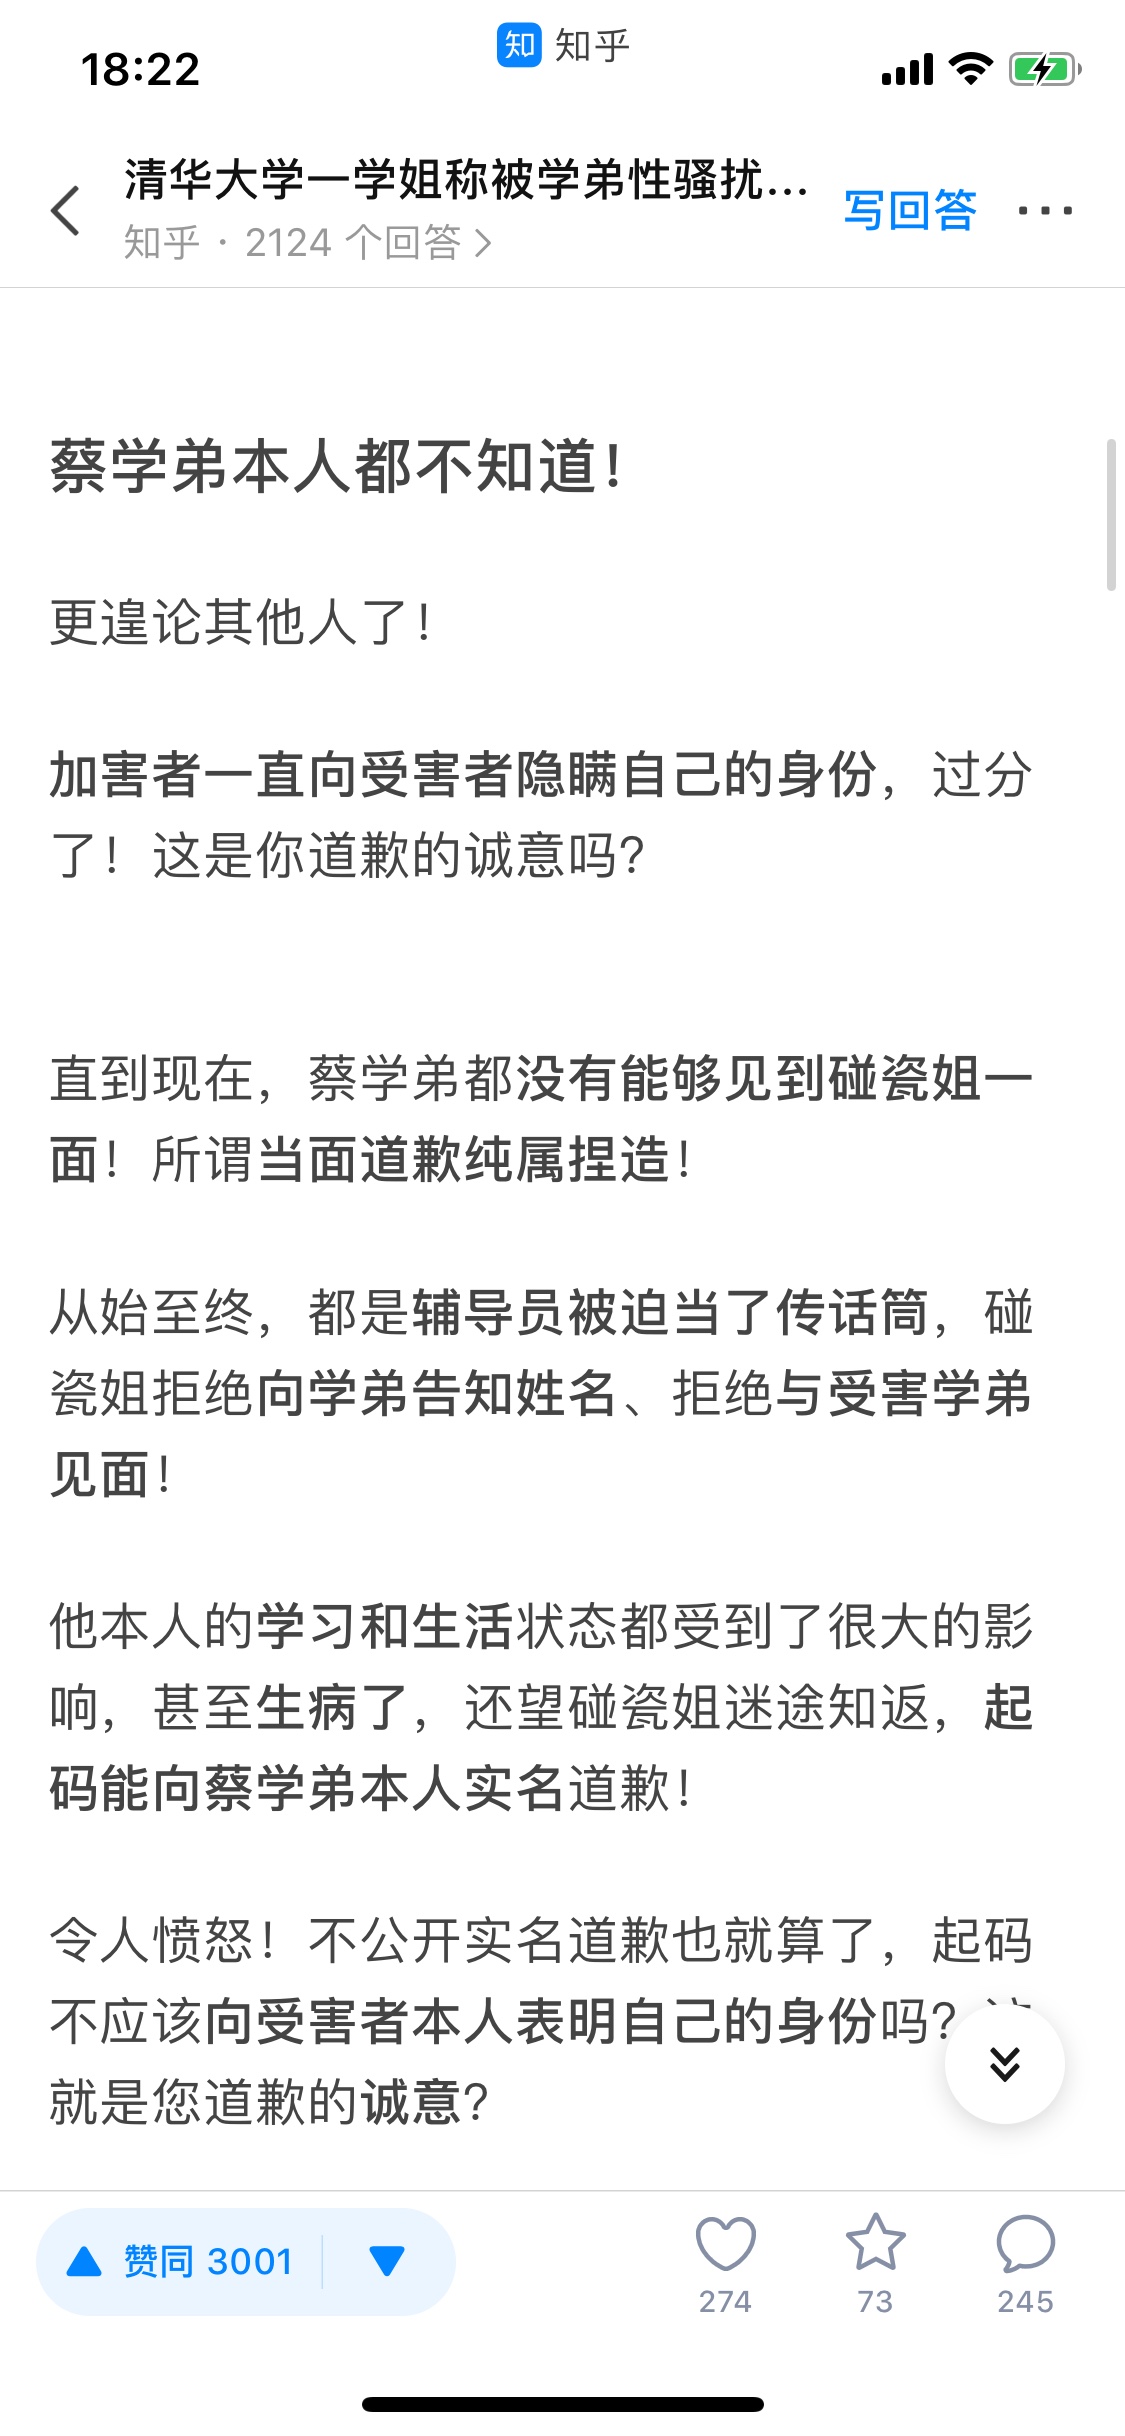 18:22
知 知乎
清华大学一学姐称被学弟性骚扰...
知乎 · 2124 个回答
写回答
蔡学弟本人都不知道！
更遑论其他人了！
加害者一直向受害者隐瞒自己的身份，过分
了！这是你道歉的诚意吗?
直到现在，蔡学弟都没有能够见到碰瓷姐一
面！所谓当面道歉纯属捏造！
从始至终，都是辅导员被迫当了传话筒，碰
瓷姐拒绝向学弟告知姓名、拒绝与受害学弟
见面！
他本人的学习和生活状态都受到了很大的影
响，甚至生病了，还望碰瓷姐迷途知返，起
码能向蔡学弟本人实名道歉！
令人愤怒！不公开实名道歉也就算了，起码
不应该向受害者本人表明自己的身份吗?
就是您道歉的诚意?
赞同 3001
274
73
245